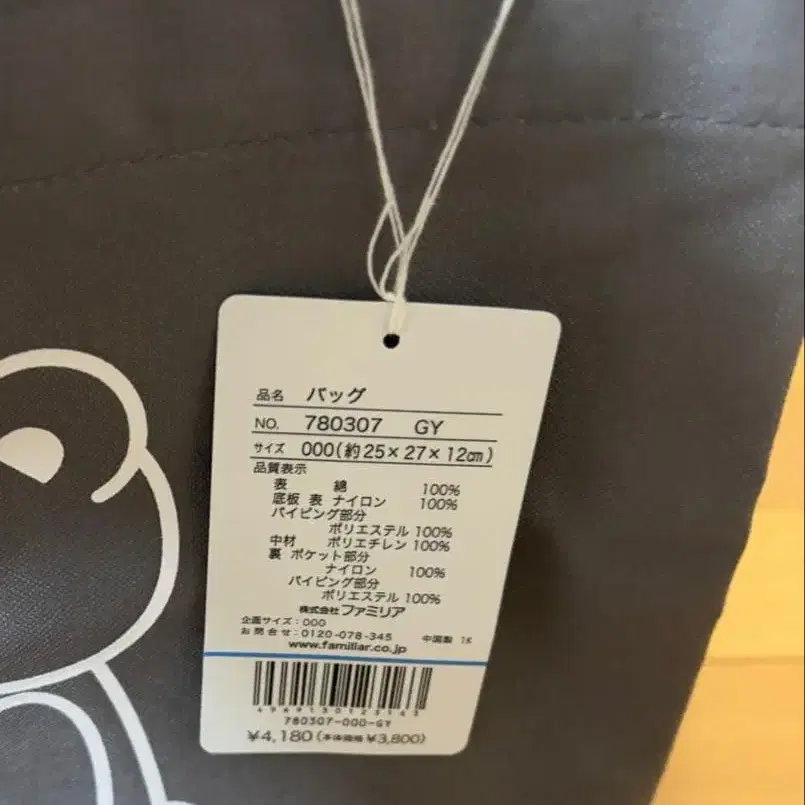 品名 バッグ
NO. 780307 GY
サイズ 000(約25×27×12㎝)
品質表示
表 綿 100%
底板 表 ナイロン 100%
パイピング部分
ポリエステル 100%
中材 ポリエチレン 100%
裏 ポケット部分
ナイロン 100%
パイピング部分
ポリエステル 100%
株式会社 ファミリア
企画サイズ:000
お問合せ:0120-078-345 中国製 1K
www.familiar.co.jp
4969130123163
780307-000-GY
¥4,180(本体価格¥3,800)